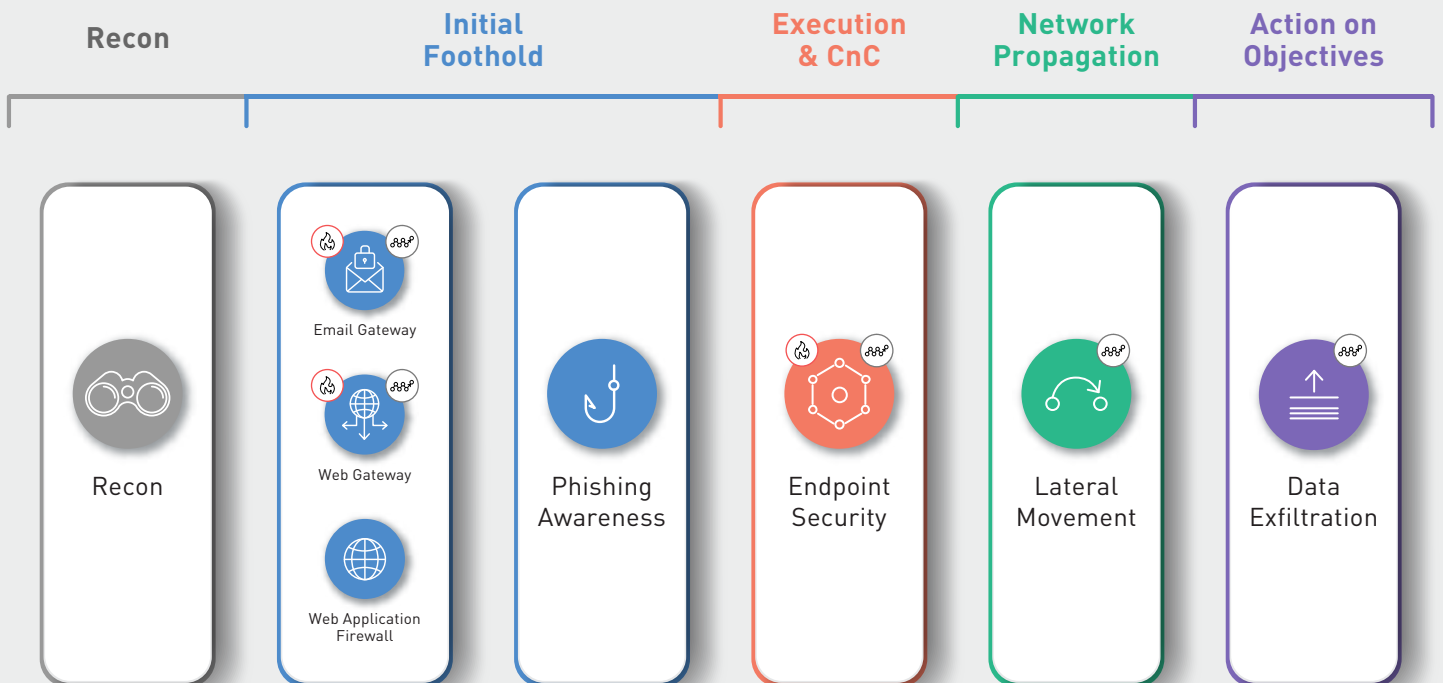 Recon
Initial
Foothold
Execution
& CnC
Network
Propagation
Action on
Objectives
Recon
Email Gateway
Web Gateway
Web Application
Firewall
Phishing
Awareness
Endpoint
Security
Lateral
Movement
Data
Exfiltration